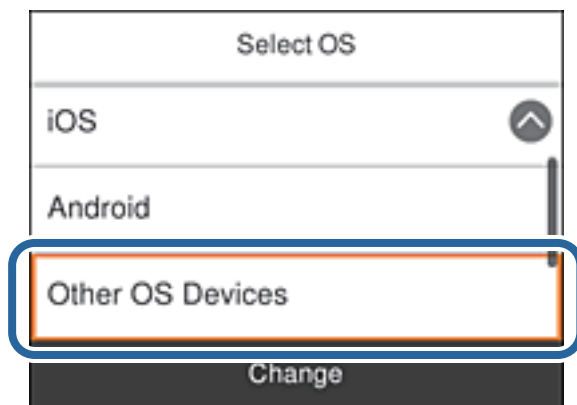 Select OS
iOS
Android
Other OS Devices
Change